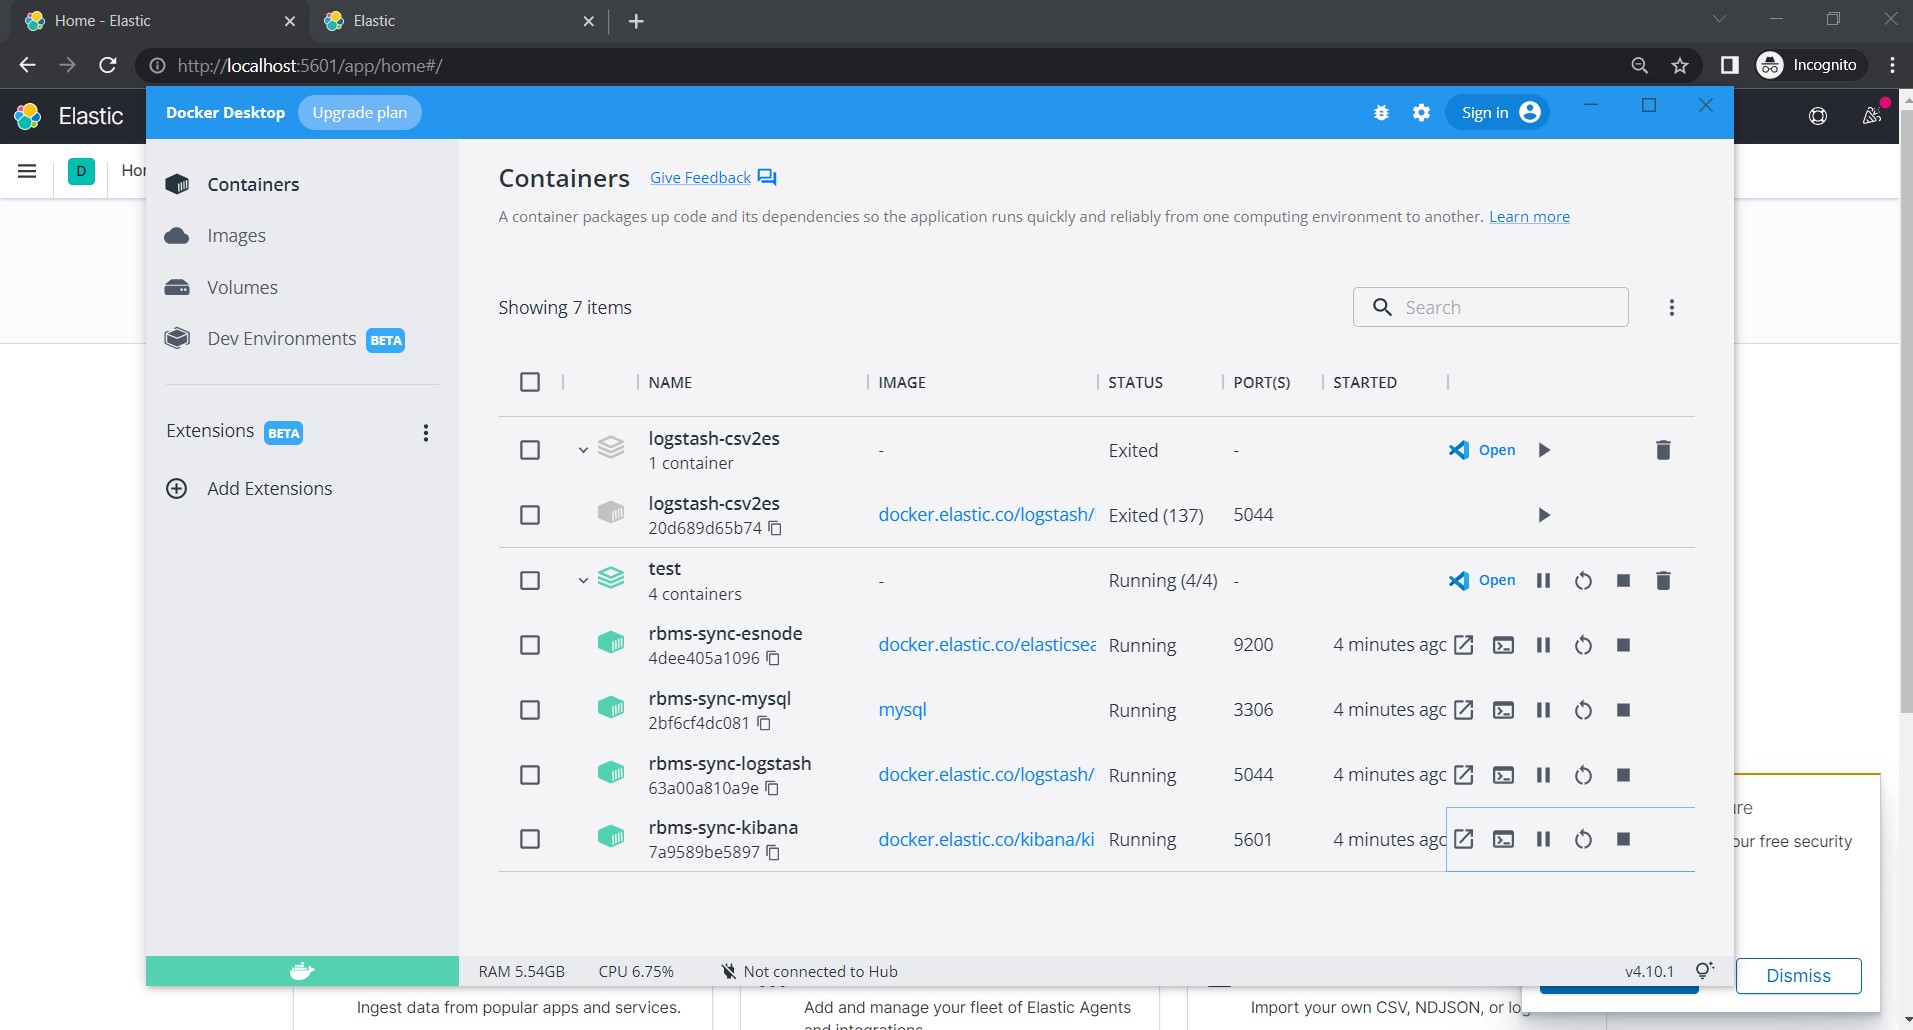 Home - Elastic
Elastic
http://localhost:5601/app/home#/
Incognito
Elastic
D
Docker Desktop
Upgrade plan
Sign in
Containers
Images
Volumes
Dev Environments BETA
Extensions BETA
Add Extensions
Containers Give Feedback
A container packages up code and its dependencies so the application runs quickly and reliably from one computing environment to another. Learn more
Showing 7 items
Search
NAME IMAGE STATUS PORT(S) STARTED
logstash-csv2es
1 container
- Exited - Open
logstash-csv2es
20d689d65b74
docker.elastic.co/logstash/ Exited (137) 5044
test
4 containers
- Running (4/4) - Open
rbms-sync-esnode
4dee405a1096
docker.elastic.co/elasticsea Running 9200 4 minutes ago
rbms-sync-mysql
2bf6cf4dc081
mysql Running 3306 4 minutes ago
rbms-sync-logstash
63a00a810a9e
docker.elastic.co/logstash/ Running 5044 4 minutes ago
rbms-sync-kibana
7a9589be5897
docker.elastic.co/kibana/ki Running 5601 4 minutes ago
RAM 5.54GB CPU 6.75% Not connected to Hub v4.10.1
free security
Dismiss
Ingest data from popular apps and services.
Add and manage your fleet of Elastic Agents
and integrations
Import your own CSV, NDJSON, or